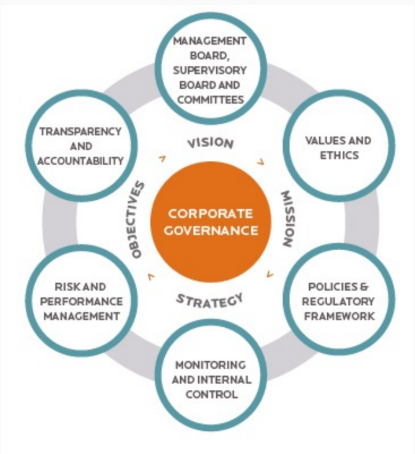 MANAGEMENT
BOARD,
SUPERVISORY
BOARD AND
COMMITTEES
TRANSPARENCY
AND
ACCOUNTABILITY
VALUES AND
ETHICS
VISION
OBJECTIVES
CORPORATE
GOVERNANCE
MISSION
STRATEGY
RISK AND
PERFORMANCE
MANAGEMENT
POLICIES &
REGULATORY
FRAMEWORK
MONITORING
AND INTERNAL
CONTROL